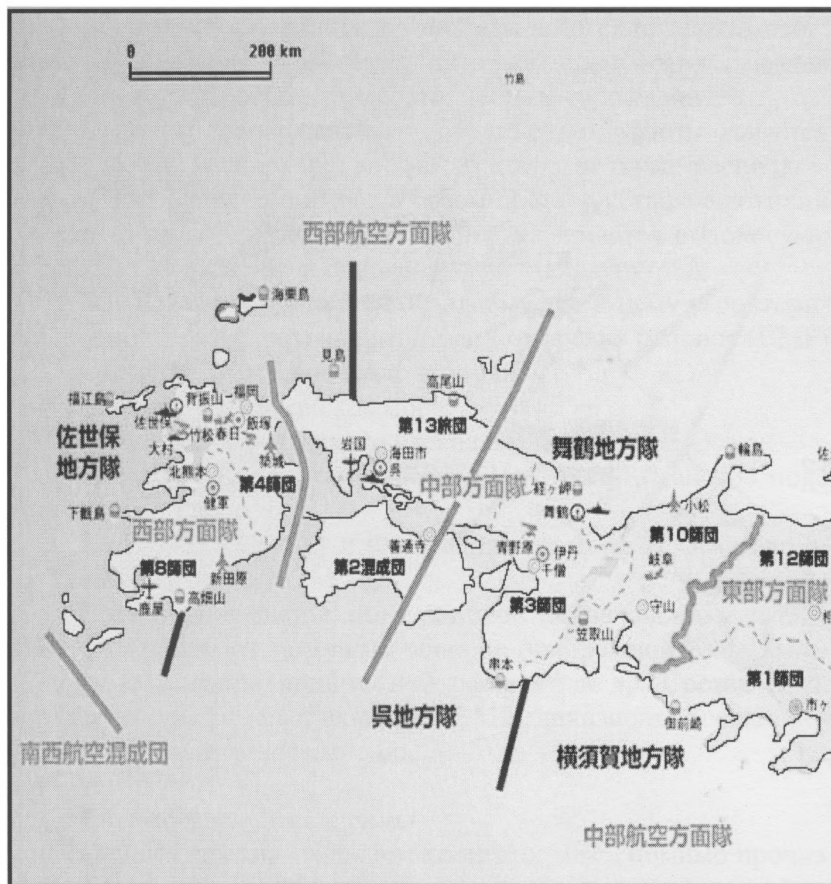 0 200 km
竹島
西部航空方面隊
海栗島
見島
高尾山
福江島
背振山
福岡
第13旅団
佐世保
飯塚
佐世保
地方隊
竹松
春日
岩国
海田市
舞鶴地方隊
輪島
佐
大村
築城
呉
北熊本
第4師団
中部方面隊
経ヶ岬
健軍
舞鶴
小松
下甑島
西部方面隊
善通寺
青野原
伊丹
第10師団
第12師団
第8師団
新田原
第2混成団
千僧
岐阜
東部方面隊
鹿屋
高畑山
第3師団
守山
相
笠取山
串本
第1師団
呉地方隊
御前崎
市ヶ
南西航空混成団
横須賀地方隊
中部航空方面隊